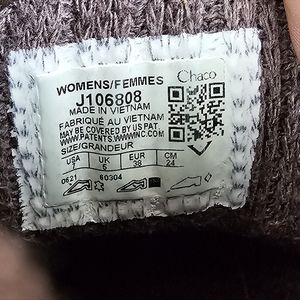 WOMENS/FEMMES
Chaco
J106808
MADE IN VIETNAM
FABRIQUÉ AU VIETNAM
MAY BE COVERED BY US PAT
WWW.PATENTS.WWWINC.COM
SIZE/GRANDEUR
USA UK EUR CM
7 5 38 24
0621 60304